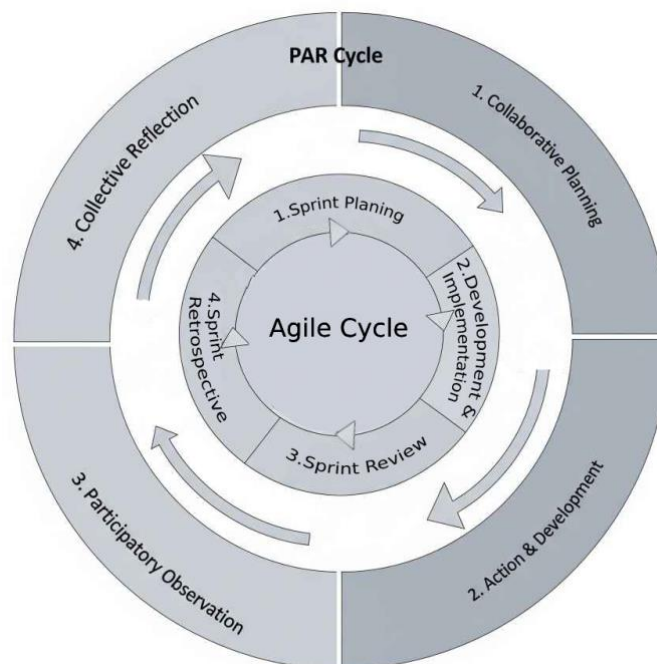 PAR Cycle
1. Collaborative Planning
2. Action & Development
3. Participatory Observation
4. Collective Reflection
1.Sprint Planing
2.Development &
Implementation
3.Sprint Review
4.Sprint
Retrospective
Agile Cycle